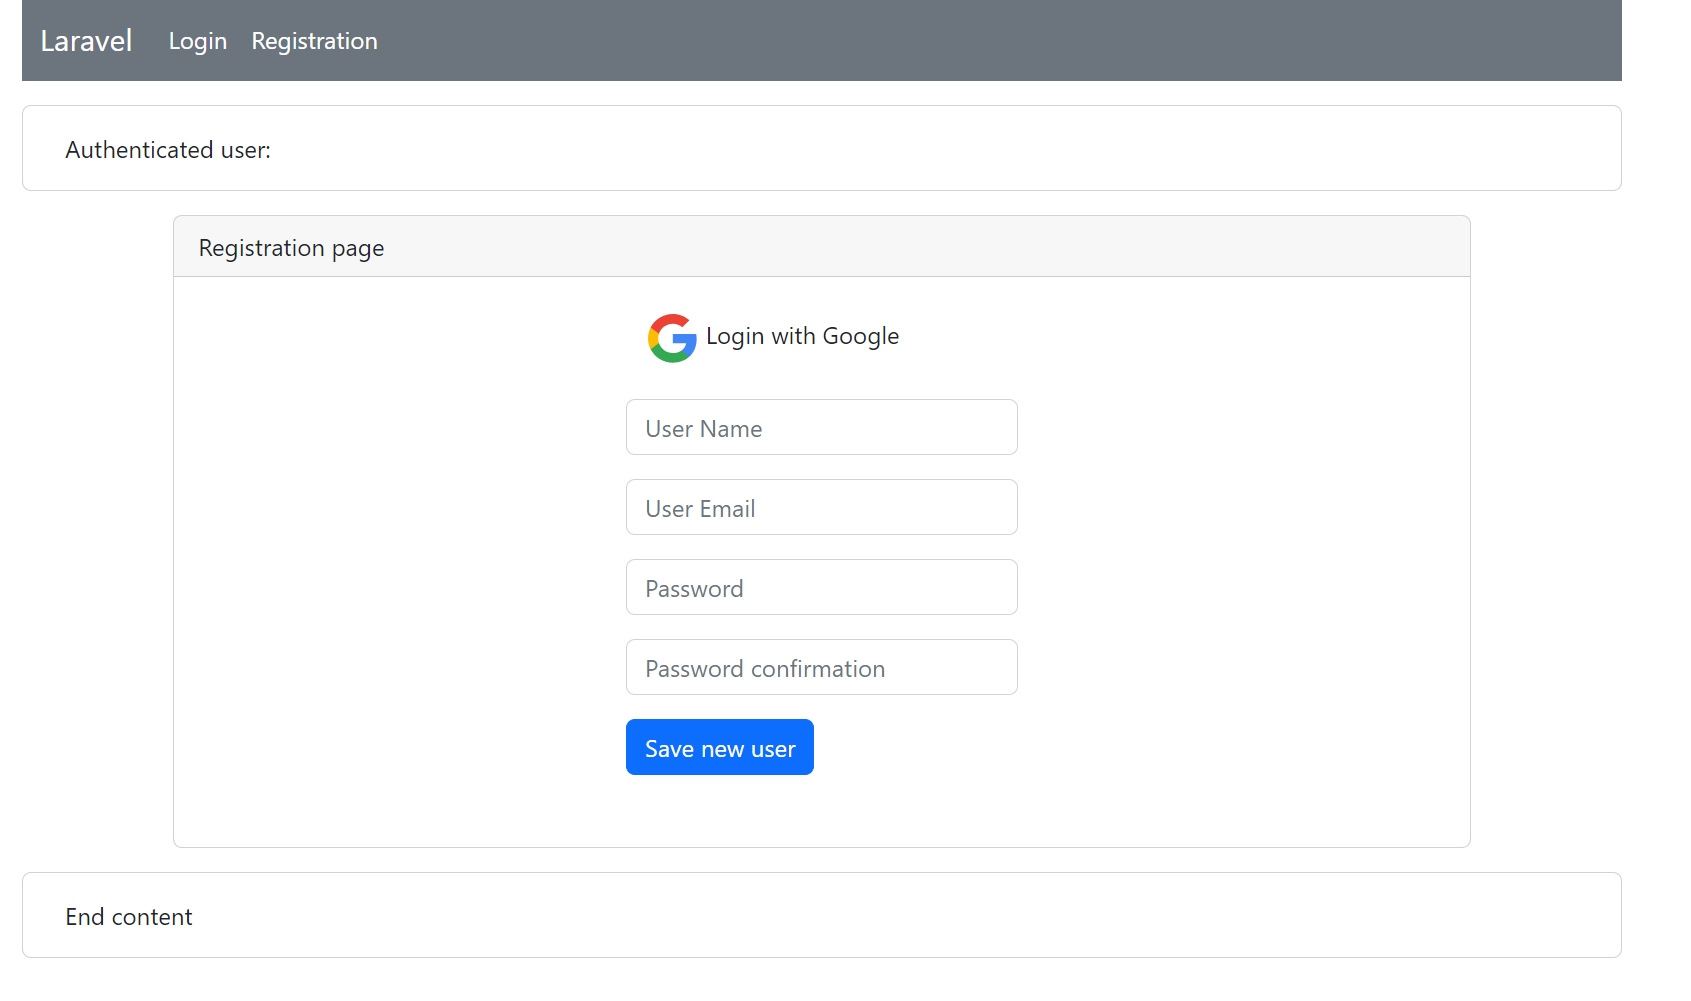 Laravel Login Registration
Authenticated user:
Registration page
Login with Google
User Name
User Email
Password
Password confirmation
Save new user
End content